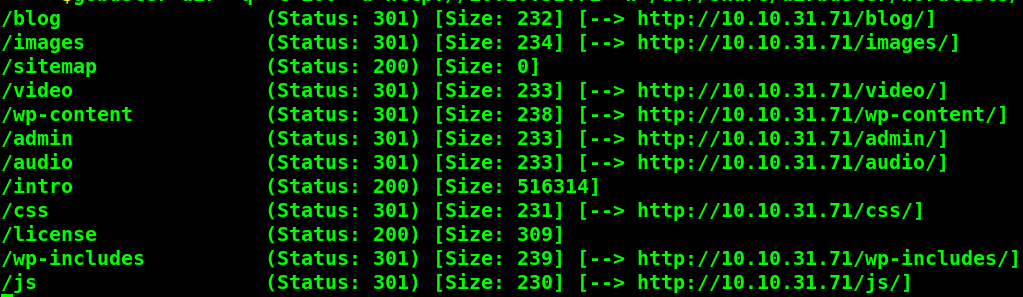 /blog (Status: 301) [Size: 232] [--> http://10.10.31.71/blog/]
/images (Status: 301) [Size: 234] [--> http://10.10.31.71/images/]
/sitemap (Status: 200) [Size: 0]
/video (Status: 301) [Size: 233] [--> http://10.10.31.71/video/]
/wp-content (Status: 301) [Size: 238] [--> http://10.10.31.71/wp-content/]
/admin (Status: 301) [Size: 233] [--> http://10.10.31.71/admin/]
/audio (Status: 301) [Size: 233] [--> http://10.10.31.71/audio/]
/intro (Status: 200) [Size: 516314]
/css (Status: 301) [Size: 231] [--> http://10.10.31.71/css/]
/license (Status: 200) [Size: 309]
/wp-includes (Status: 301) [Size: 239] [--> http://10.10.31.71/wp-includes/]
/js (Status: 301) [Size: 230] [--> http://10.10.31.71/js/]